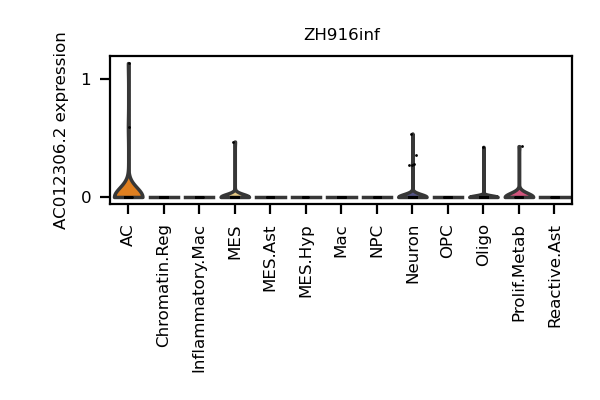 ZH916inf
AC012306.2 expression
1
0
AC
Chromatin.Reg
Inflammatory.Mac
MES
MES.Ast
MES.Hyp
Mac
NPC
Neuron
OPC
Oligo
Prolif.Metab
Reactive.Ast